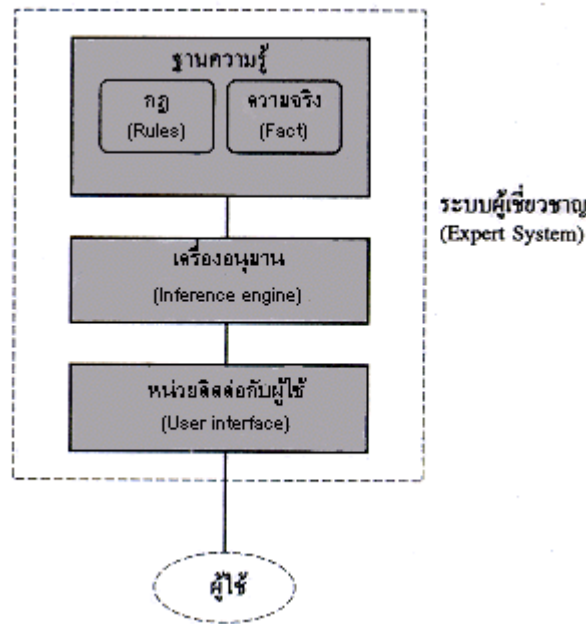 ฐานความรู้
กฎ
(Rules)
ความจริง
(Fact)
ระบบผู้เชี่ยวชาญ
(Expert System)
เครื่องอนุมาน
(Inference engine)
หน่วยติดต่อกับผู้ใช้
(User interface)
ผู้ใช้